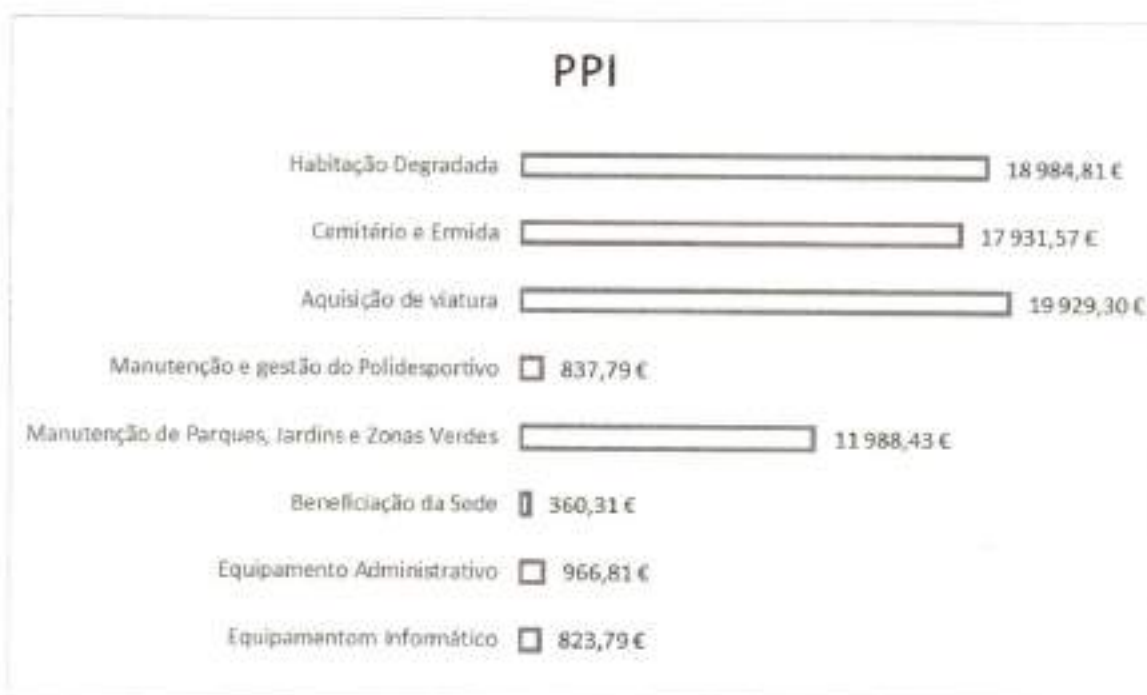 PPI
Habitação Degradada 18 984,81 €
Cemitério e Ermida 17 931,57 €
Aquisição de viatura 19 929,30 €
Manutenção e gestão do Polidesportivo 837,79 €
Manutenção de Parques, Jardins e Zonas Verdes 11 988,43 €
Beneficiação da Sede 360,31 €
Equipamento Administrativo 966,81 €
Equipamentom Informático 823,79 €